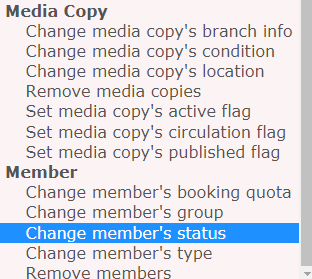 Media Copy
Change media copy's branch info
Change media copy's condition
Change media copy's location
Remove media copies
Set media copy's active flag
Set media copy's circulation flag
Set media copy's published flag
Member
Change member's booking quota
Change member's group
Change member's status
Change member's type
Remove members